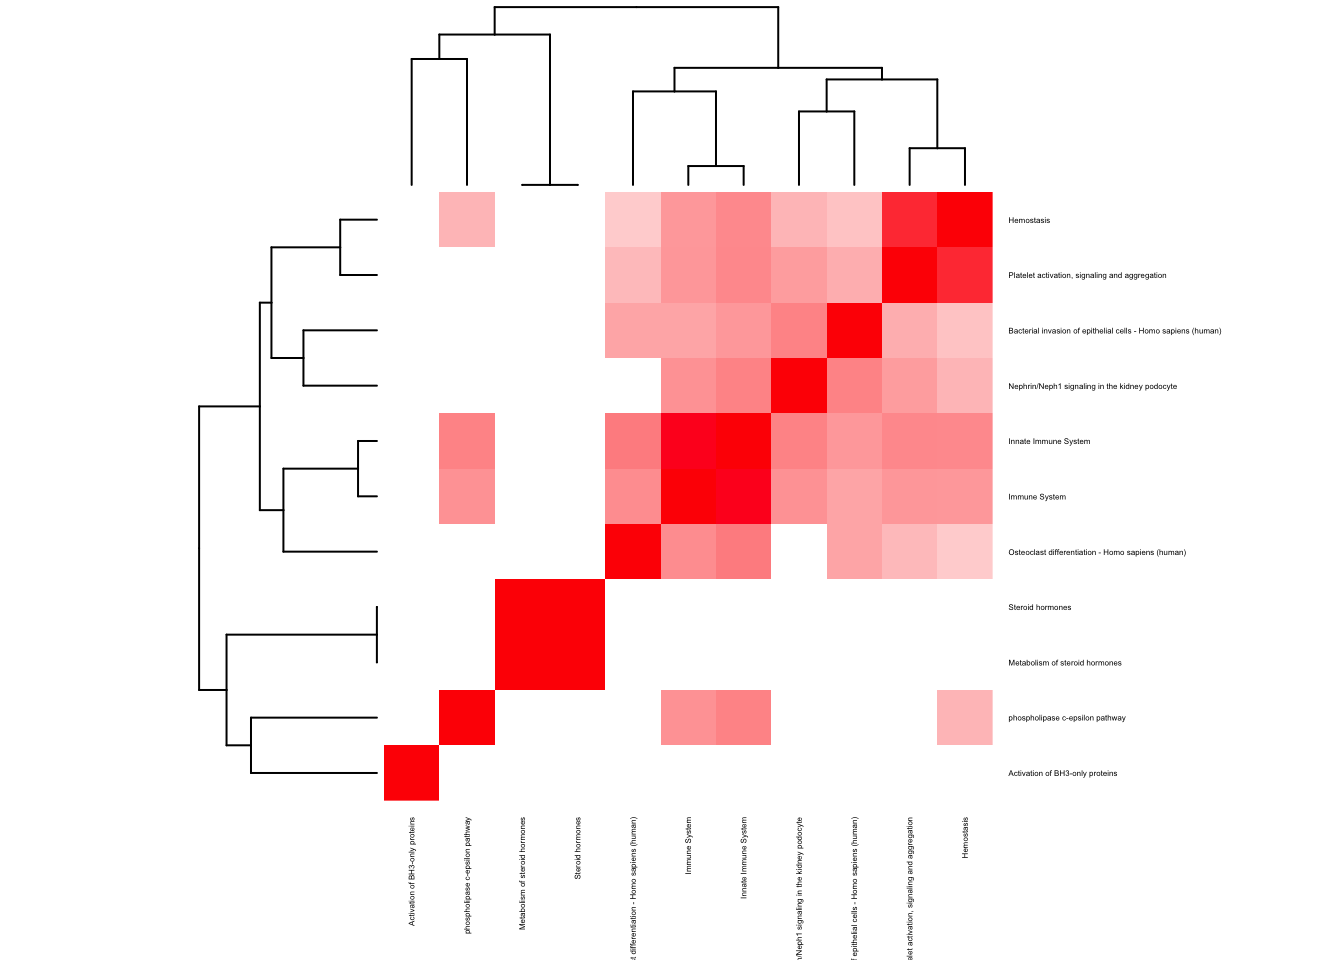 Hemostasis
Platelet activation, signaling and aggregation
Bacterial invasion of epithelial cells - Homo sapiens (human)
Nephrin/Neph1 signaling in the kidney podocyte
Innate Immune System
Immune System
Osteoclast differentiation - Homo sapiens (human)
Steroid hormones
Metabolism of steroid hormones
phospholipase c-epsilon pathway
Activation of BH3-only proteins
Activation of BH3-only proteins
phospholipase c-epsilon pathway
Metabolism of steroid hormones
Steroid hormones
differentiation - Homo sapiens (human)
Immune System
Innate Immune System
/Neph1 signaling in the kidney podocyte
epithelial cells - Homo sapiens (human)
activation, signaling and aggregation
Hemostasis